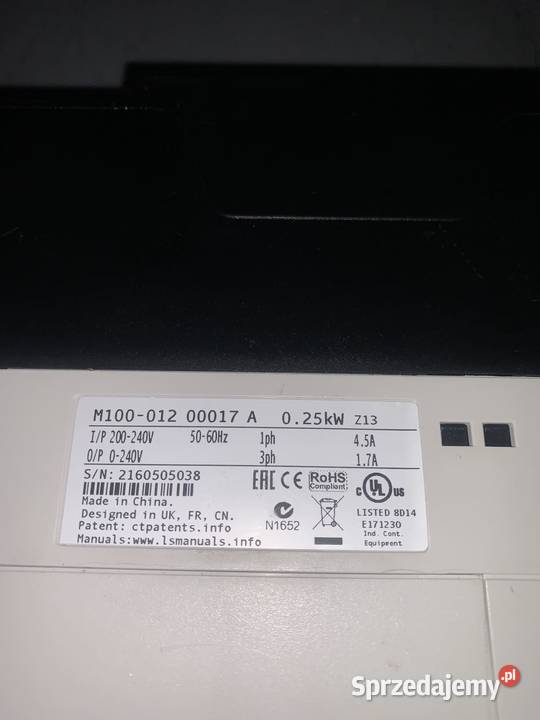 M100-012 00017 A 0.25kW Z13
I/P 200-240V 50-60Hz 1ph 4.5A
O/P 0-240V 3ph 1.7A
S/N: 2160505038
Made in China.
Designed in UK, FR, CN.
Patent: ctpatents.info
Manuals:www.lsmanuals.info
EAC CE RoHS
Compliant
N1652
c UL us
LISTED 8D14
E171230
Ind. Cont.
Equipment
Sprzedajemy.pl